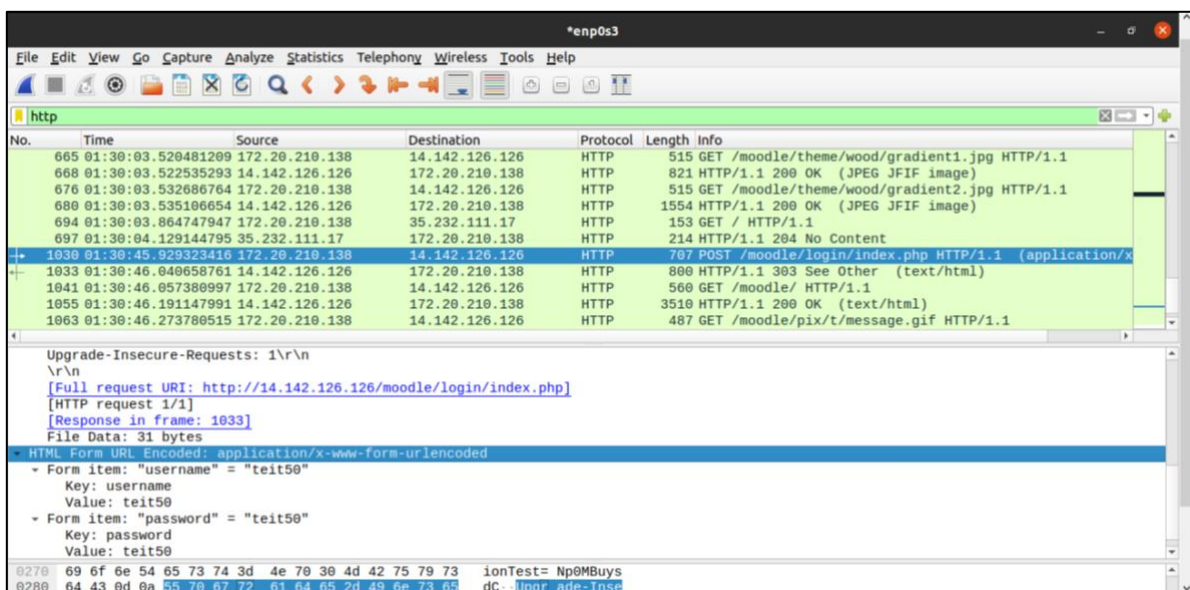 *enp0s3
File Edit View Go Capture Analyze Statistics Telephony Wireless Tools Help
http
No. Time Source Destination Protocol Length Info
665 01:30:03.520481209 172.20.210.138 14.142.126.126 HTTP 515 GET /moodle/theme/wood/gradient1.jpg HTTP/1.1
668 01:30:03.522535293 14.142.126.126 172.20.210.138 HTTP 821 HTTP/1.1 200 OK (JPEG JFIF image)
676 01:30:03.532686764 172.20.210.138 14.142.126.126 HTTP 515 GET /moodle/theme/wood/gradient2.jpg HTTP/1.1
680 01:30:03.535106654 14.142.126.126 172.20.210.138 HTTP 1554 HTTP/1.1 200 OK (JPEG JFIF image)
694 01:30:03.864747947 172.20.210.138 35.232.111.17 HTTP 153 GET / HTTP/1.1
697 01:30:04.129144795 35.232.111.17 172.20.210.138 HTTP 214 HTTP/1.1 204 No Content
1030 01:30:45.929323416 172.20.210.138 14.142.126.126 HTTP 707 POST /moodle/login/index.php HTTP/1.1 (application/x
1033 01:30:46.040658761 14.142.126.126 172.20.210.138 HTTP 800 HTTP/1.1 303 See Other (text/html)
1041 01:30:46.057380997 172.20.210.138 14.142.126.126 HTTP 560 GET /moodle/ HTTP/1.1
1055 01:30:46.191147991 14.142.126.126 172.20.210.138 HTTP 3510 HTTP/1.1 200 OK (text/html)
1063 01:30:46.273780515 172.20.210.138 14.142.126.126 HTTP 487 GET /moodle/pix/t/message.gif HTTP/1.1
Upgrade-Insecure-Requests: 1\r\n
\r\n
[Full request URI: http://14.142.126.126/moodle/login/index.php]
[HTTP request 1/1]
[Response in frame: 1033]
File Data: 31 bytes
HTML Form URL Encoded: application/x-www-form-urlencoded
Form item: "username" = "teit50"
Key: username
Value: teit50
Form item: "password" = "teit50"
Key: password
Value: teit50
0270 69 6f 6e 54 65 73 74 3d 4e 70 30 4d 42 75 79 73 ionTest= Np0MBuys
0280 64 43 0d 0a 55 70 67 72 61 64 65 2d 49 6e 73 65 dC··Upgr ade-Inse